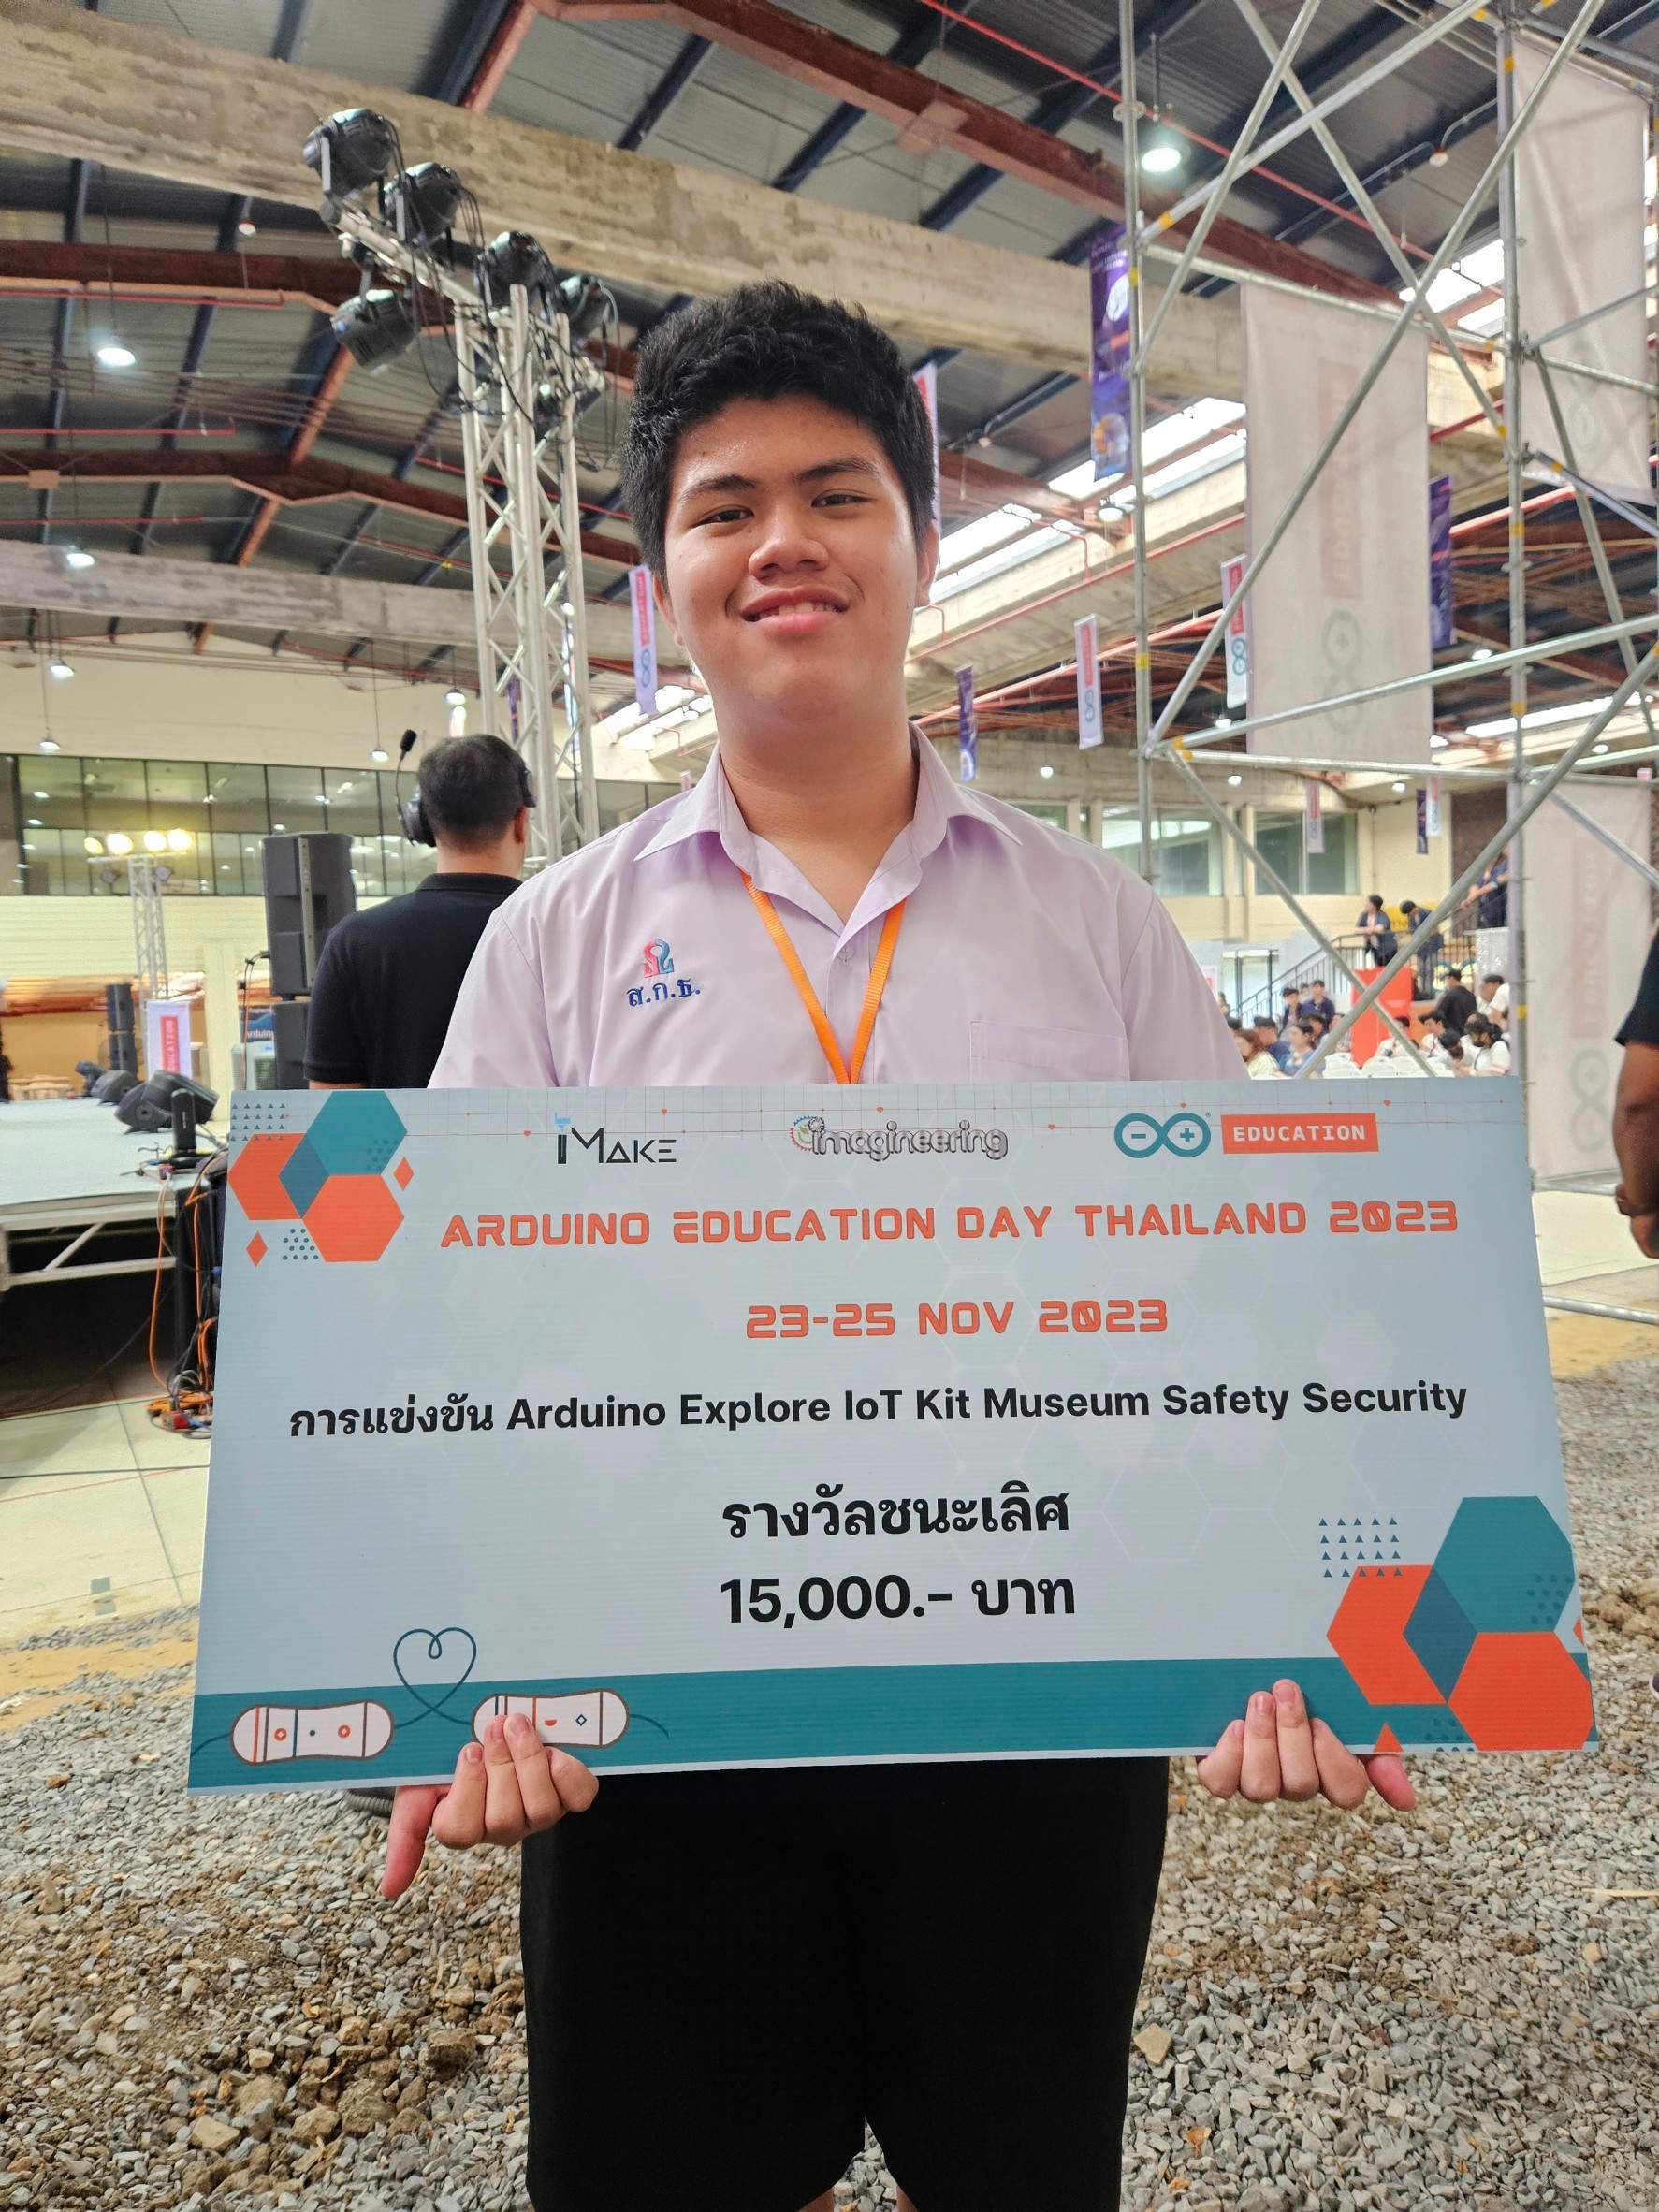 ส.ก.ธ.
iMAKE
imagineering
EDUCATION
ARDUINO EDUCATION DAY THAILAND 2023
23-25 NOV 2023
การแข่งขัน Arduino Explore IoT Kit Museum Safety Security
รางวัลชนะเลิศ
15,000.- บาท